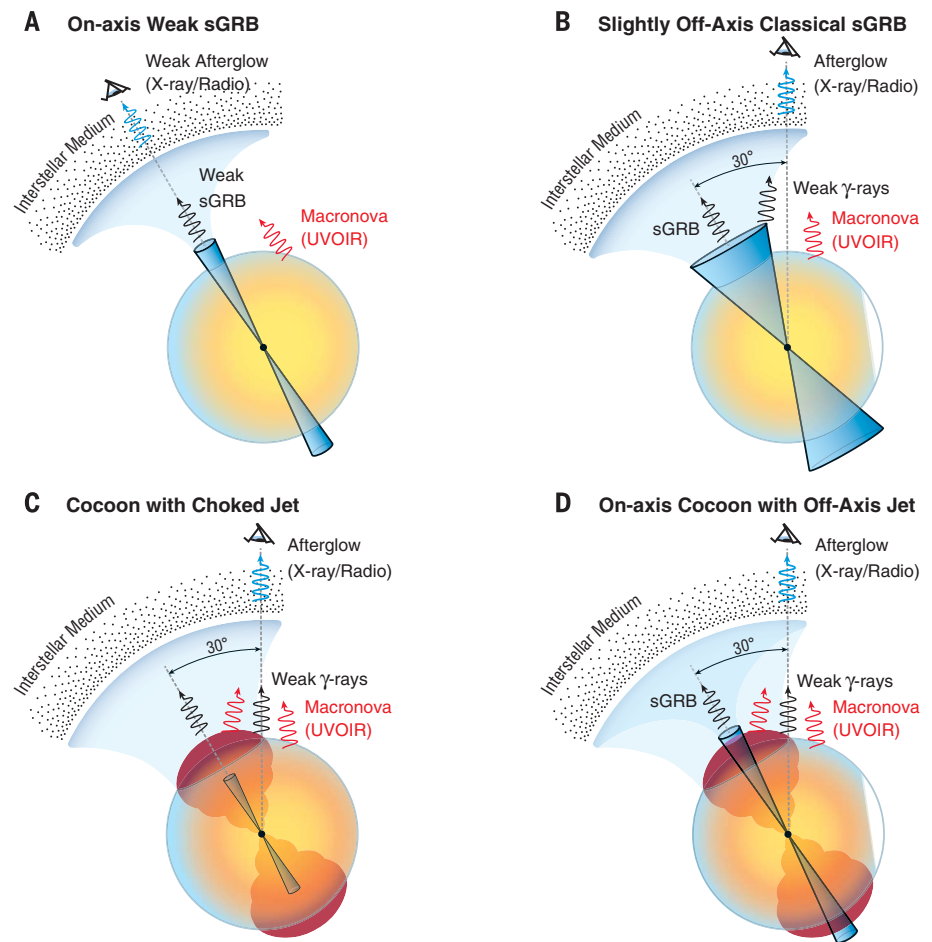 A On-axis Weak sGRB
Weak Afterglow
(X-ray/Radio)
Interstellar Medium
Weak
sGRB
Macronova
(UVOIR)
B Slightly Off-Axis Classical sGRB
Afterglow
(X-ray/Radio)
Interstellar Medium
30°
Weak γ-rays
sGRB
Macronova
(UVOIR)
C Cocoon with Choked Jet
Afterglow
(X-ray/Radio)
Interstellar Medium
30°
Weak γ-rays
Macronova
(UVOIR)
D On-axis Cocoon with Off-Axis Jet
Afterglow
(X-ray/Radio)
Interstellar Medium
30°
Weak γ-rays
sGRB
Macronova
(UVOIR)